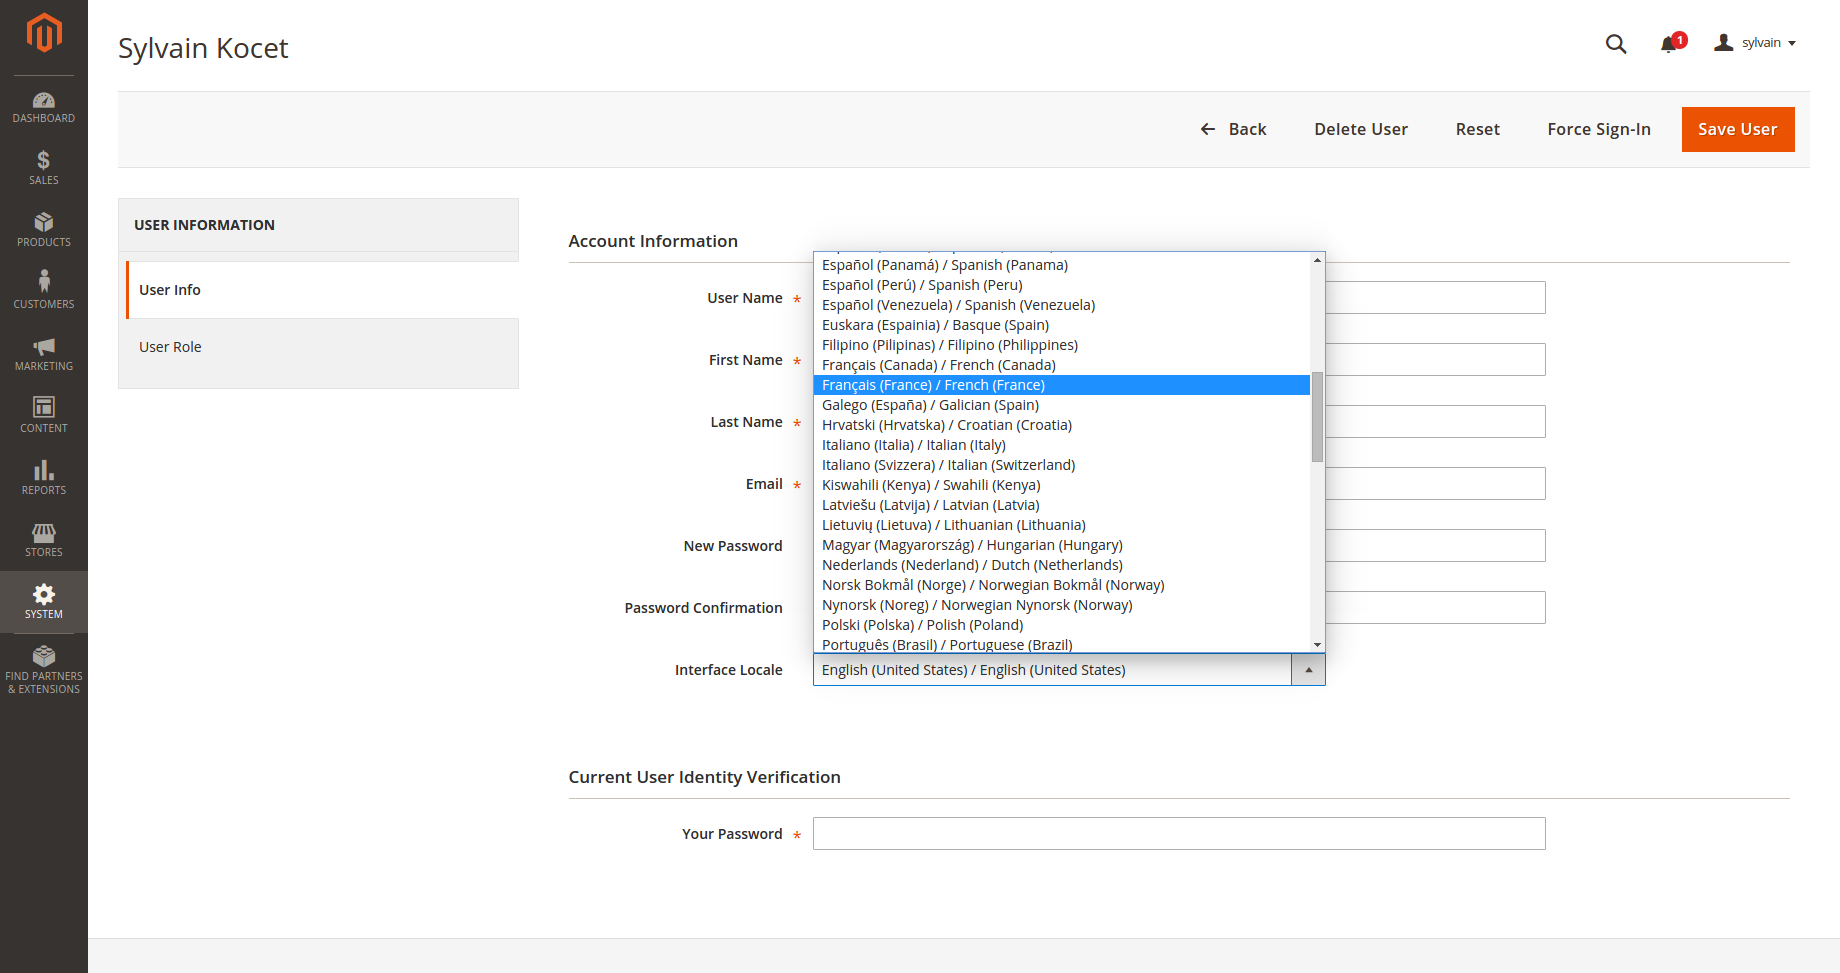 Sylvain Kocet
1
sylvain
DASHBOARD
SALES
PRODUCTS
CUSTOMERS
MARKETING
CONTENT
REPORTS
STORES
SYSTEM
FIND PARTNERS
& EXTENSIONS
Back
Delete User
Reset
Force Sign-In
Save User
USER INFORMATION
User Info
User Role
Account Information
User Name *
First Name *
Last Name *
Email *
New Password
Password Confirmation
Español (Panamá) / Spanish (Panama)
Español (Perú) / Spanish (Peru)
Español (Venezuela) / Spanish (Venezuela)
Euskara (Espainia) / Basque (Spain)
Filipino (Pilipinas) / Filipino (Philippines)
Français (Canada) / French (Canada)
Français (France) / French (France)
Galego (España) / Galician (Spain)
Hrvatski (Hrvatska) / Croatian (Croatia)
Italiano (Italia) / Italian (Italy)
Italiano (Svizzera) / Italian (Switzerland)
Kiswahili (Kenya) / Swahili (Kenya)
Latviešu (Latvija) / Latvian (Latvia)
Lietuvių (Lietuva) / Lithuanian (Lithuania)
Magyar (Magyarország) / Hungarian (Hungary)
Nederlands (Nederland) / Dutch (Netherlands)
Norsk Bokmål (Norge) / Norwegian Bokmål (Norway)
Nynorsk (Noreg) / Norwegian Nynorsk (Norway)
Polski (Polska) / Polish (Poland)
Português (Brasil) / Portuguese (Brazil)
Interface Locale
English (United States) / English (United States)
Current User Identity Verification
Your Password *